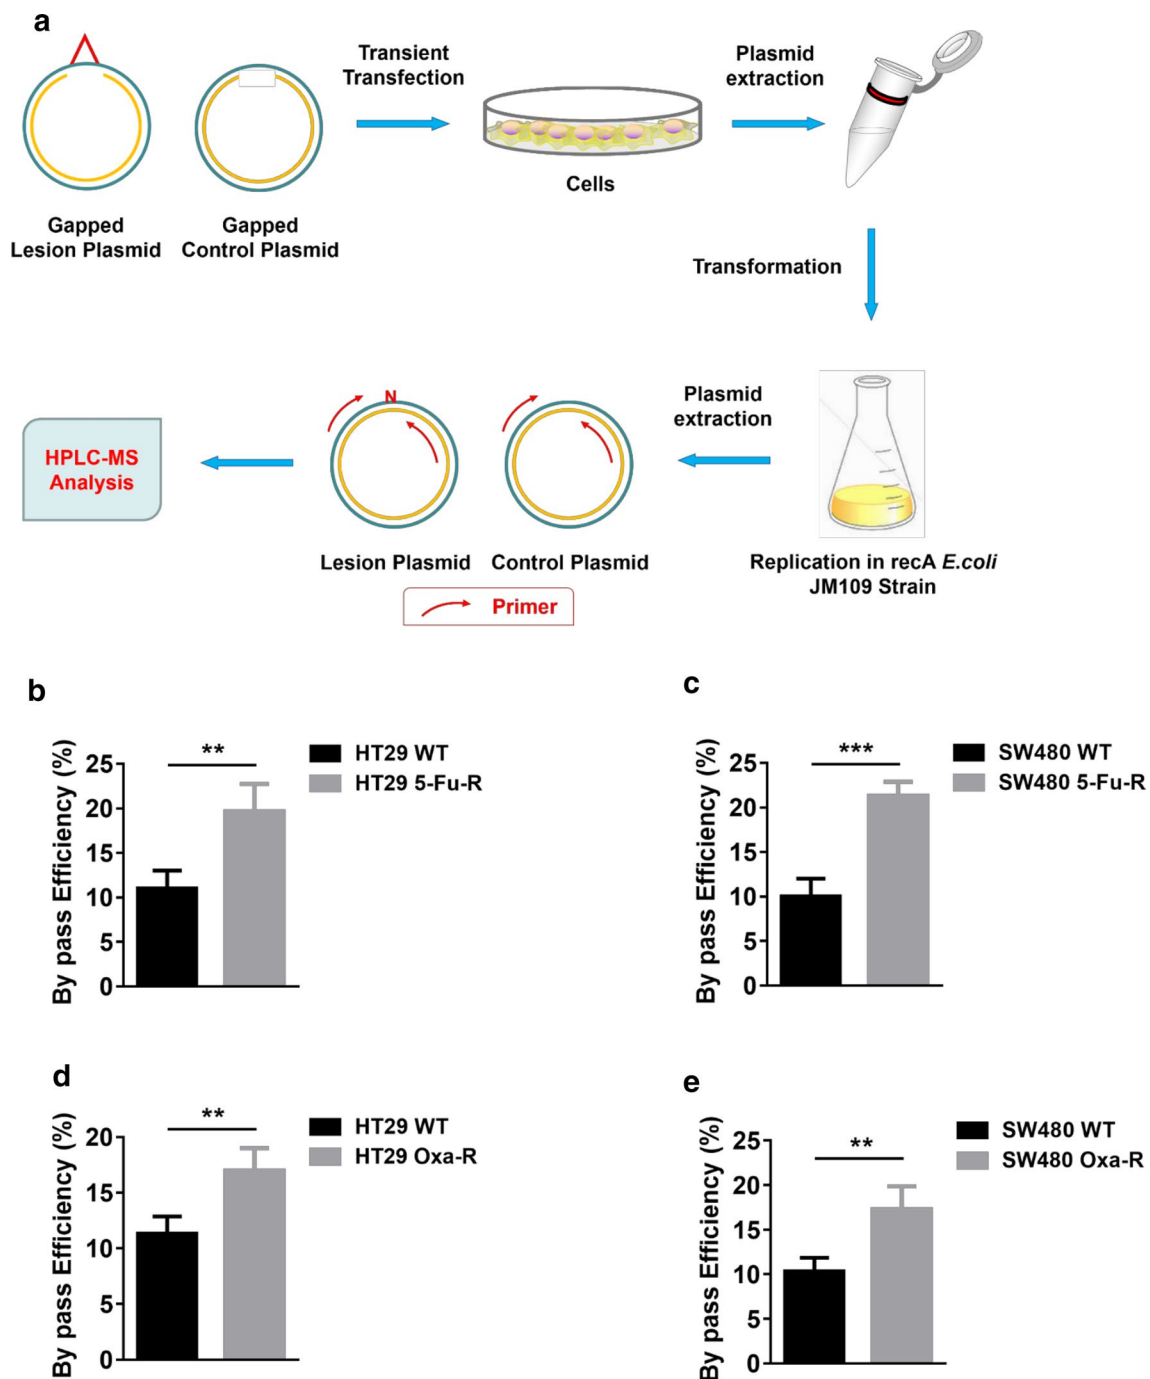 a
Transient
Transfection
Plasmid
extraction
Cells
Gapped
Lesion Plasmid
Gapped
Control Plasmid
Transformation
Plasmid
extraction
N
HPLC-MS
Analysis
Lesion Plasmid
Control Plasmid
Replication in recA E.coli
JM109 Strain
Primer
b
By pass Efficiency (%)
25
20
15
10
5
0
**
HT29 WT
HT29 5-Fu-R
c
By pass Efficiency (%)
25
20
15
10
5
0
***
SW480 WT
SW480 5-Fu-R
d
By pass Efficiency (%)
20
15
10
5
0
**
HT29 WT
HT29 Oxa-R
e
By pass Efficiency (%)
25
20
15
10
5
0
**
SW480 WT
SW480 Oxa-R